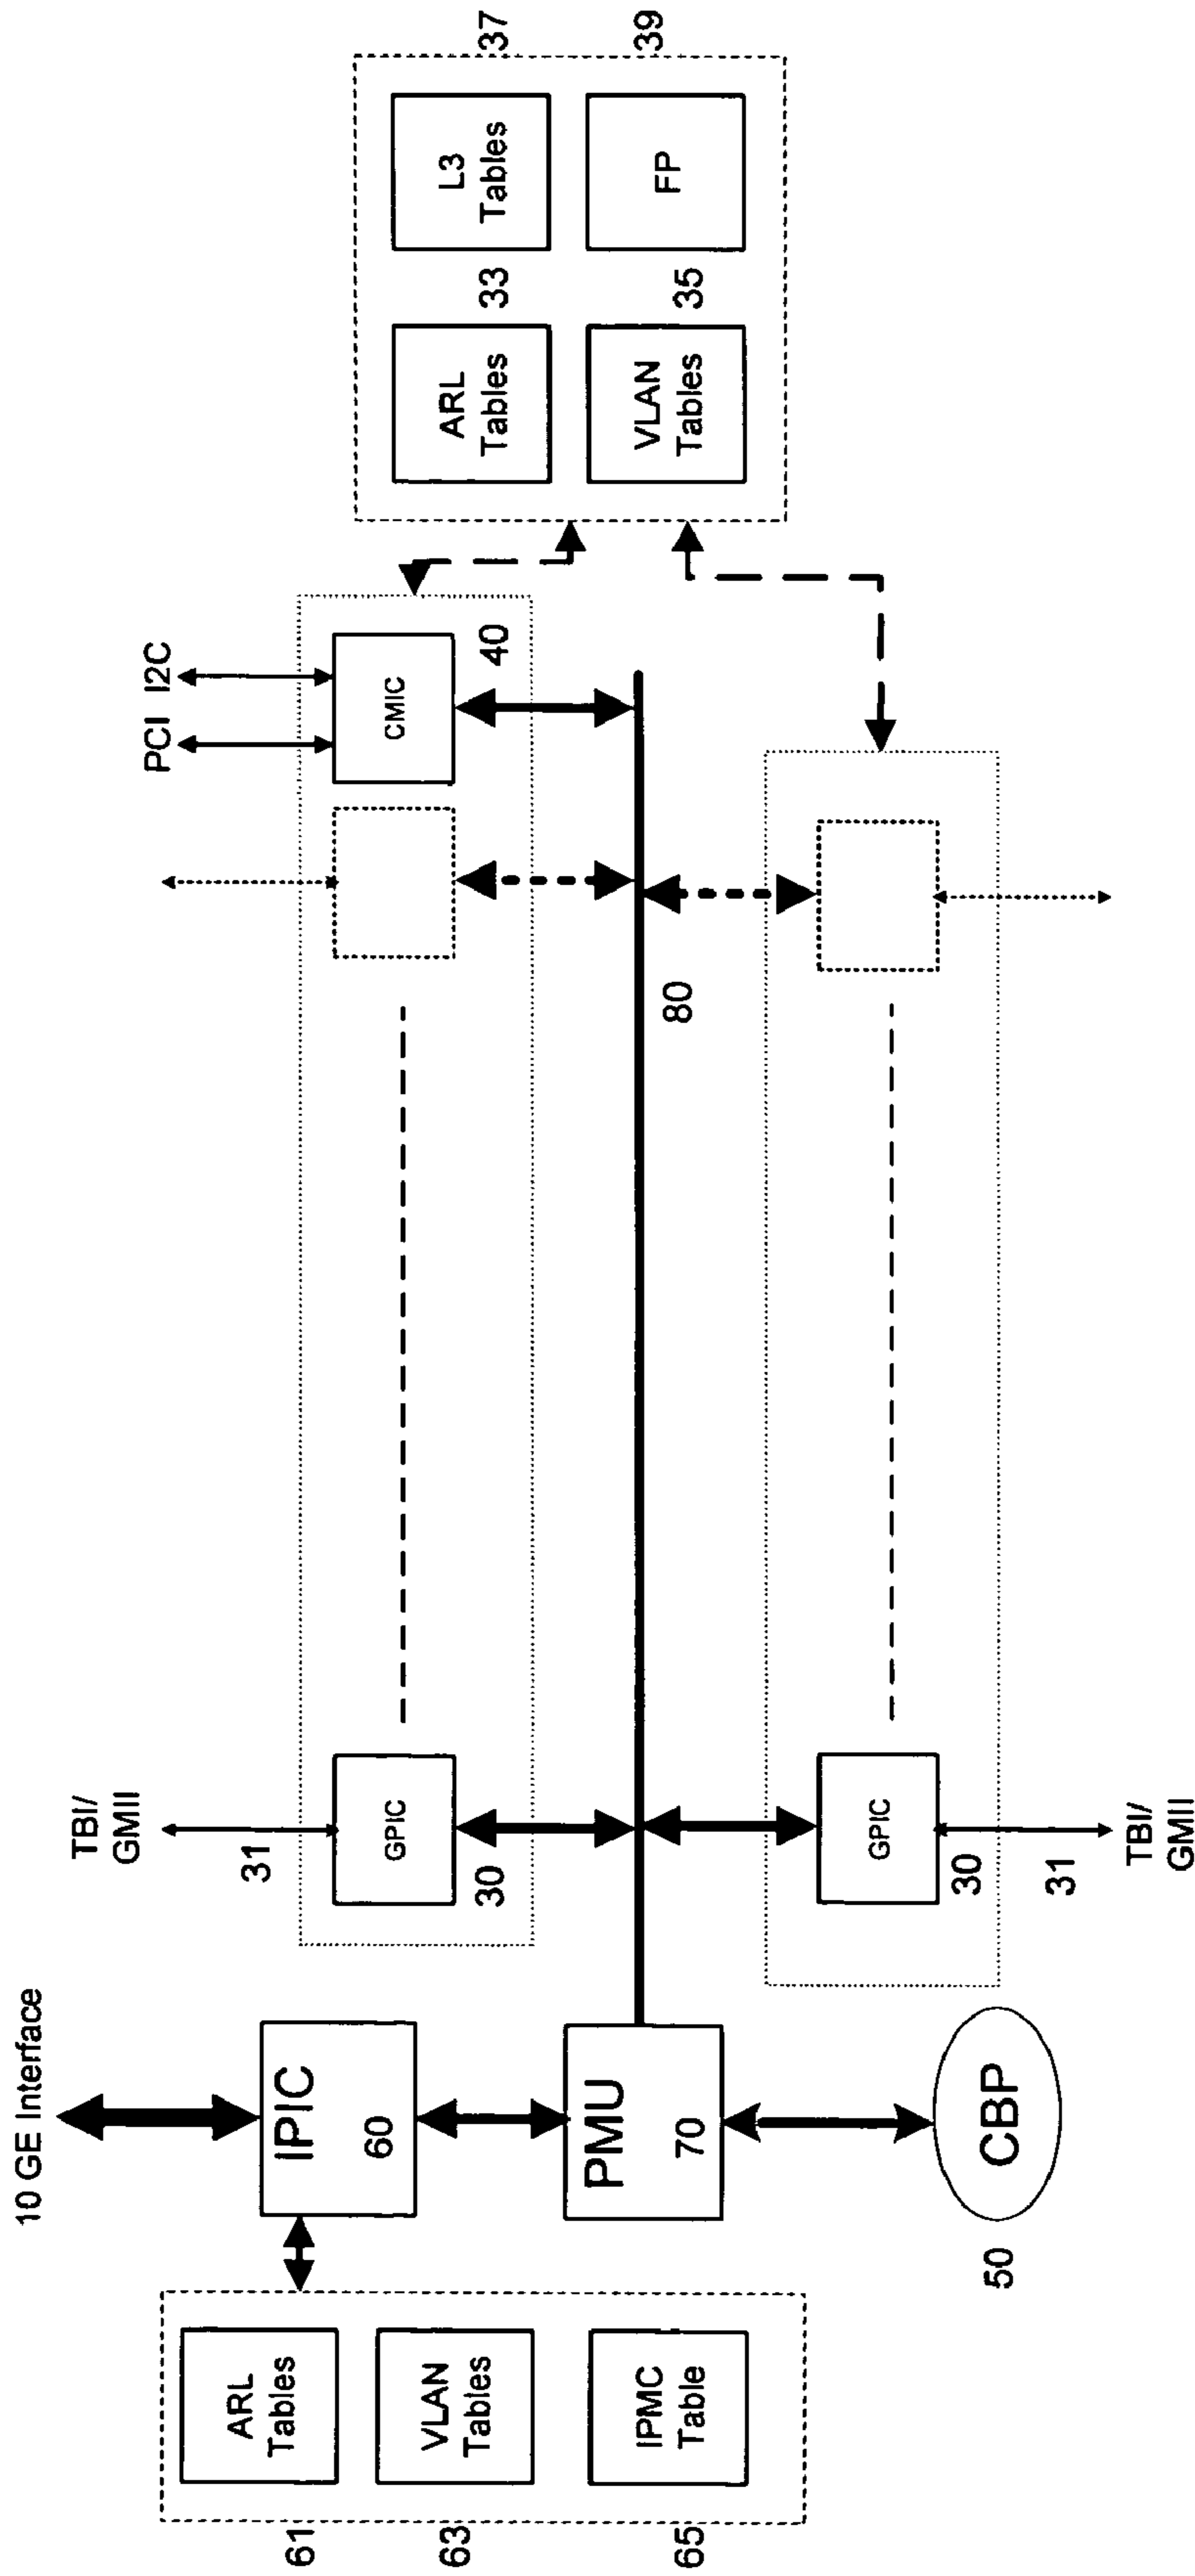 10 GE Interface
TBI/
GMII
PCI
I2C
31
61
ARL
Tables
63
VLAN
Tables
65
IPMC
Table
IPIC
60
PMU
70
CBP
50
GPIC
30
CMIC
40
80
GPIC
30
31
TBI/
GMII
ARL
Tables
33
L3
Tables
37
VLAN
Tables
35
FP
39